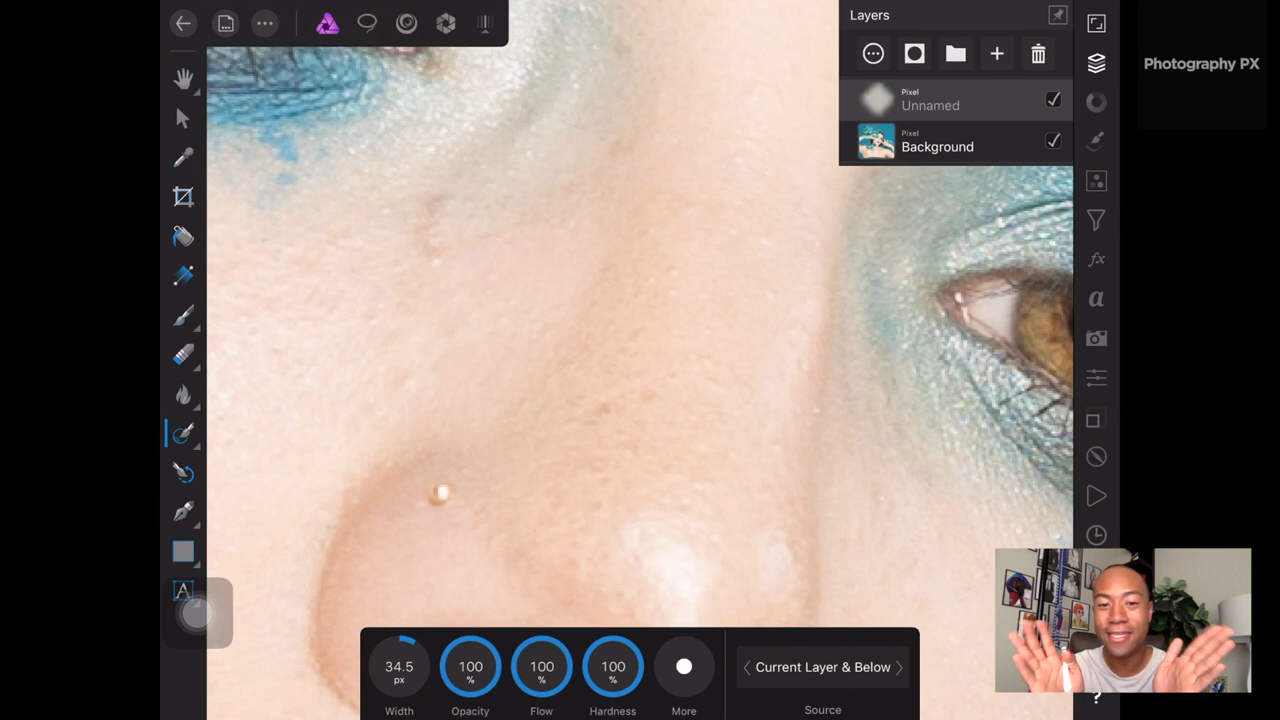 Layers
Photography PX
Pixel
Unnamed
Pixel
Background
fx
a
A
34.5
px
100
%
100
%
100
%
Current Layer & Below
Width
Opacity
Flow
Hardness
More
Source
?